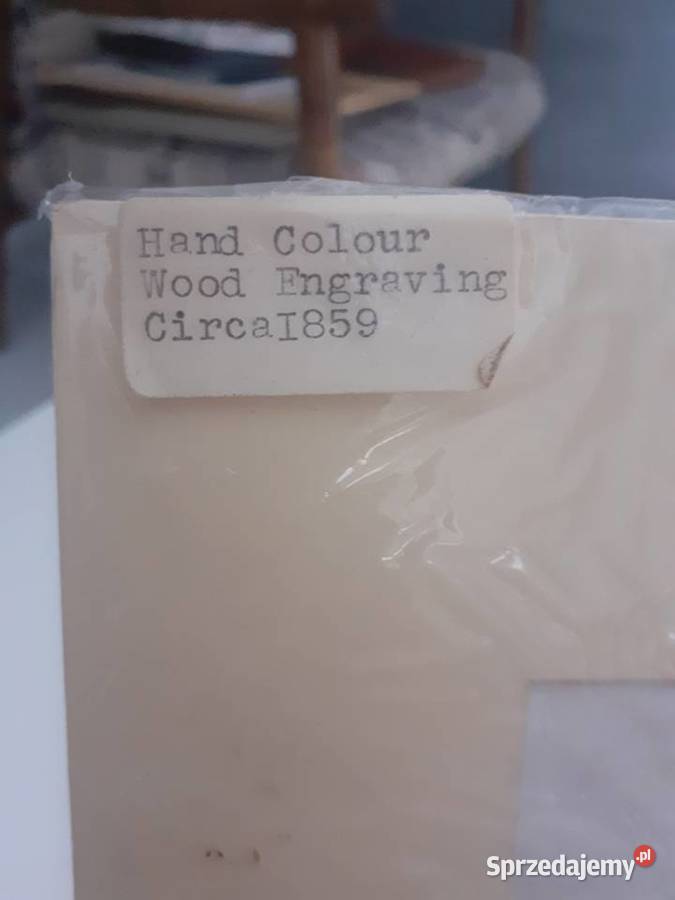 Hand Colour
Wood Engraving
CircaI859
Sprzedajemy.pl